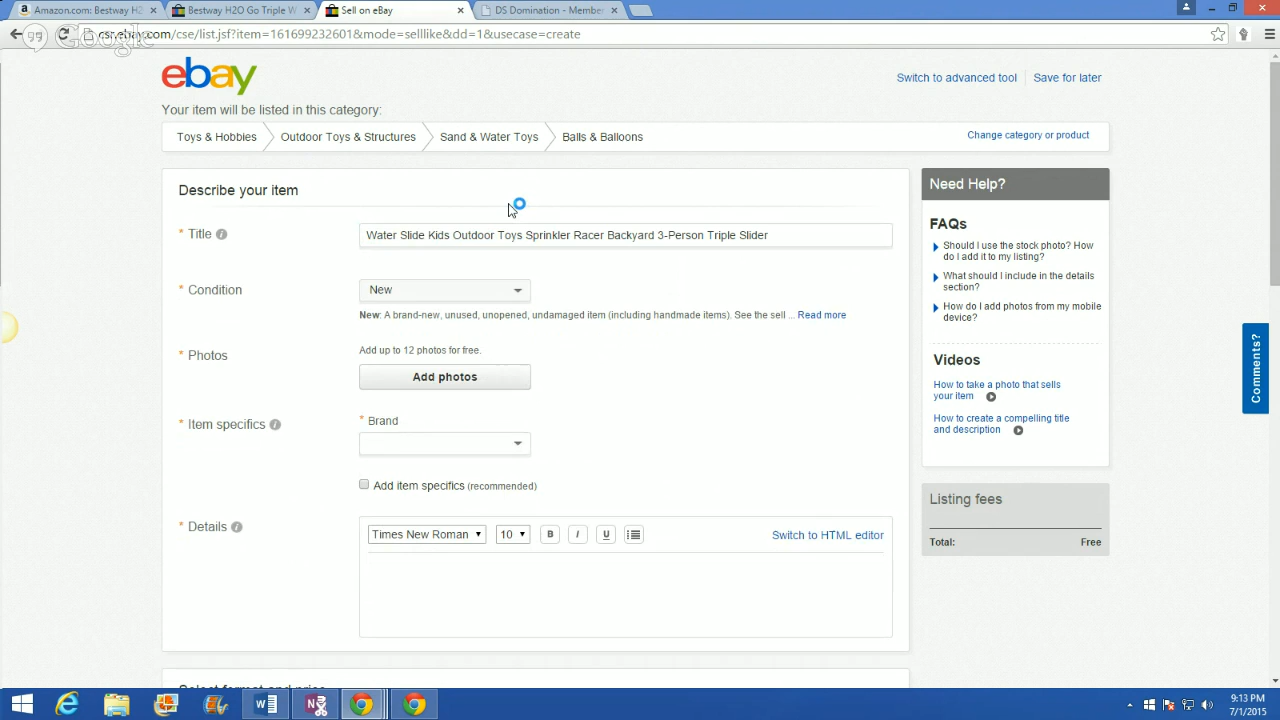 Amazon.com: Bestway H
Bestway H2O Go Triple W
Sell on eBay
DS Domination - Member
csr.ebay.com/cse/list.jsf?item=161699232601&mode=selllike&dd=1&usecase=create
Google
ebay
Switch to advanced tool
Save for later
Your item will be listed in this category:
Toys & Hobbies
Outdoor Toys & Structures
Sand & Water Toys
Balls & Balloons
Change category or product
Describe your item
* Title
Water Slide Kids Outdoor Toys Sprinkler Racer Backyard 3-Person Triple Slider
* Condition
New
New: A brand-new, unused, unopened, undamaged item (including handmade items). See the sell ... Read more
* Photos
Add up to 12 photos for free.
Add photos
* Item specifics
* Brand
Add item specifics (recommended)
* Details
Times New Roman
10
B
I
U
Switch to HTML editor
Select format and price
Need Help?
FAQs
Should I use the stock photo? How
do I add it to my listing?
What should I include in the details
section?
How do I add photos from my mobile
device?
Videos
How to take a photo that sells
your item
How to create a compelling title
and description
Listing fees
Total:
Free
Comments?
9:13 PM
7/1/2015